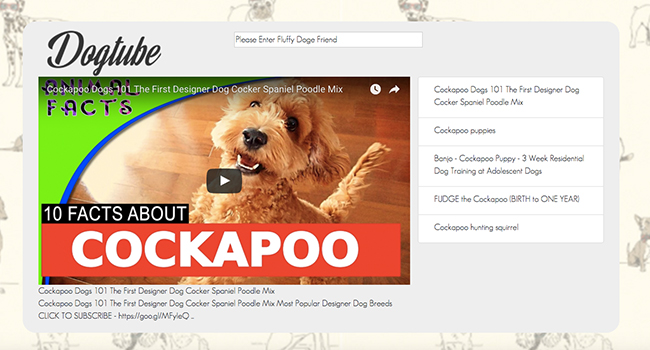 Dogtube
Please Enter Fluffy Doge Friend
ANIMAL
FACTS
Cockapoo Dogs 101 The First Designer Dog Cocker Spaniel Poodle Mix
10 FACTS ABOUT
COCKAPOO
Cockapoo Dogs 101 The First Designer Dog Cocker Spaniel Poodle Mix
Cockapoo Dogs 101 The First Designer Dog Cocker Spaniel Poodle Mix Most Popular Designer Dog Breeds
CLICK TO SUBSCRIBE - https://goo.gl/MFyleQ ...
Cockapoo Dogs 101 The First Designer Dog
Cocker Spaniel Poodle Mix
Cockapoo puppies
Banjo - Cockapoo Puppy - 3 Week Residential
Dog Training at Adolescent Dogs
FUDGE the Cockapoo (BIRTH to ONE YEAR)
Cockapoo hunting squirrel